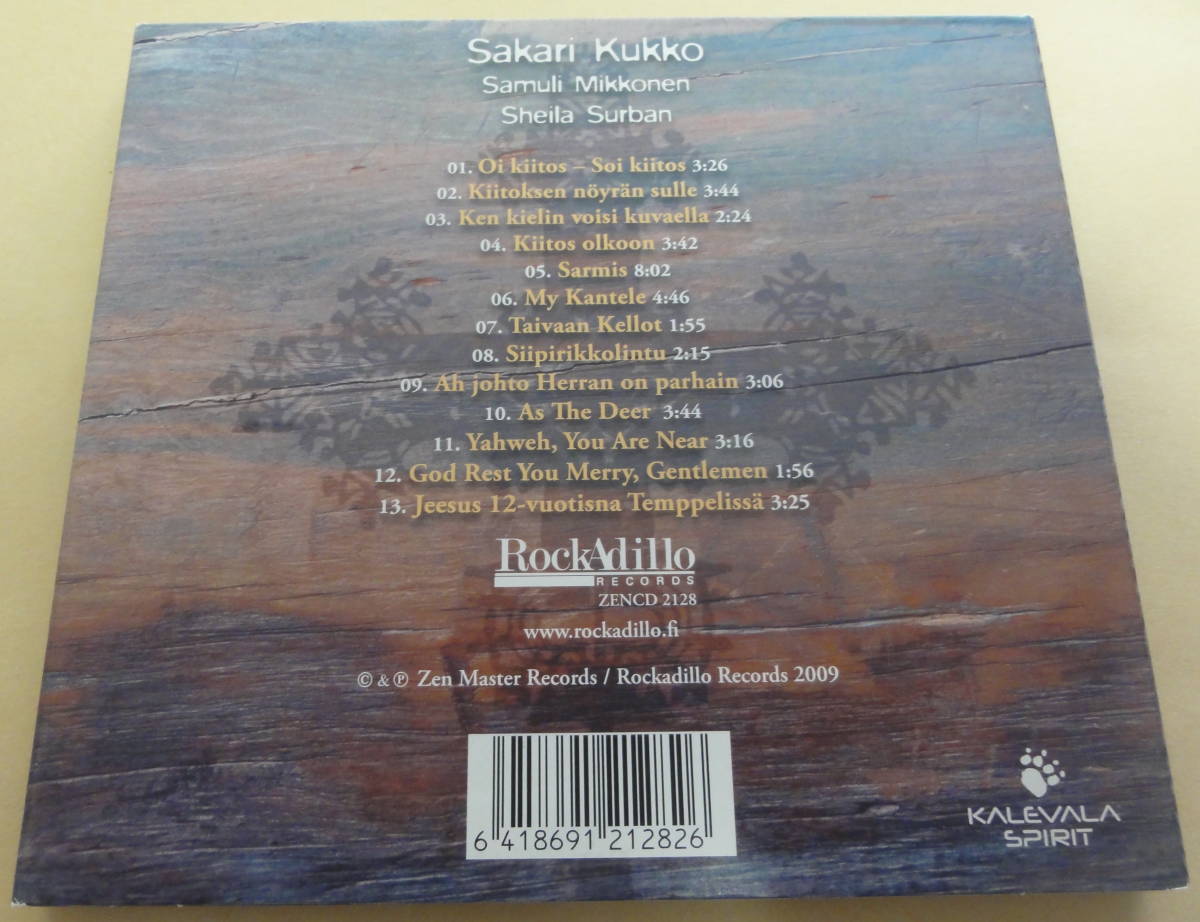 Sakari Kukko
Samuli Mikkonen
Sheila Surban
01. Oi kiitos – Soi kiitos 3:26
02. Kiitoksen nöyrän sulle 3:44
03. Ken kielin voisi kuvaella 2:24
04. Kiitos olkoon 3:42
05. Sarmis 8:02
06. My Kantele 4:46
07. Taivaan Kellot 1:55
08. Siipirikkolintu 2:15
09. Ah johto Herran on parhain 3:06
10. As The Deer 3:44
11. Yahweh, You Are Near 3:16
12. God Rest You Merry, Gentlemen 1:56
13. Jeesus 12-vuotisna Temppelissä 3:25
RockAdillo
RECORDS
ZENCD 2128
www.rockadillo.fi
© & ℗ Zen Master Records / Rockadillo Records 2009
6 418691 212826
KALEVALA
SPIRIT